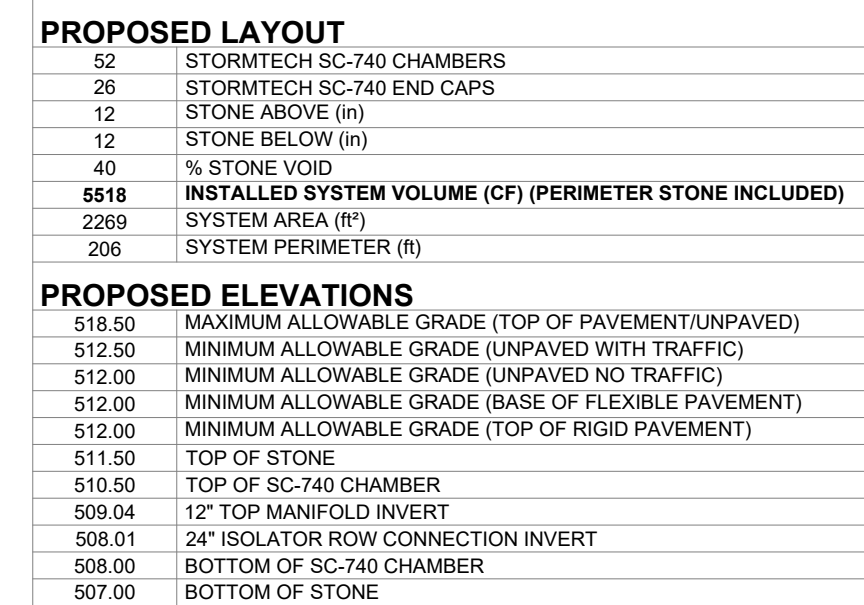 PROPOSED LAYOUT
52 STORMTECH SC-740 CHAMBERS
26 STORMTECH SC-740 END CAPS
12 STONE ABOVE (in)
12 STONE BELOW (in)
40 % STONE VOID
5518 INSTALLED SYSTEM VOLUME (CF) (PERIMETER STONE INCLUDED)
2269 SYSTEM AREA (ft²)
206 SYSTEM PERIMETER (ft)
PROPOSED ELEVATIONS
518.50 MAXIMUM ALLOWABLE GRADE (TOP OF PAVEMENT/UNPAVED)
512.50 MINIMUM ALLOWABLE GRADE (UNPAVED WITH TRAFFIC)
512.00 MINIMUM ALLOWABLE GRADE (UNPAVED NO TRAFFIC)
512.00 MINIMUM ALLOWABLE GRADE (BASE OF FLEXIBLE PAVEMENT)
512.00 MINIMUM ALLOWABLE GRADE (TOP OF RIGID PAVEMENT)
511.50 TOP OF STONE
510.50 TOP OF SC-740 CHAMBER
509.04 12" TOP MANIFOLD INVERT
508.01 24" ISOLATOR ROW CONNECTION INVERT
508.00 BOTTOM OF SC-740 CHAMBER
507.00 BOTTOM OF STONE